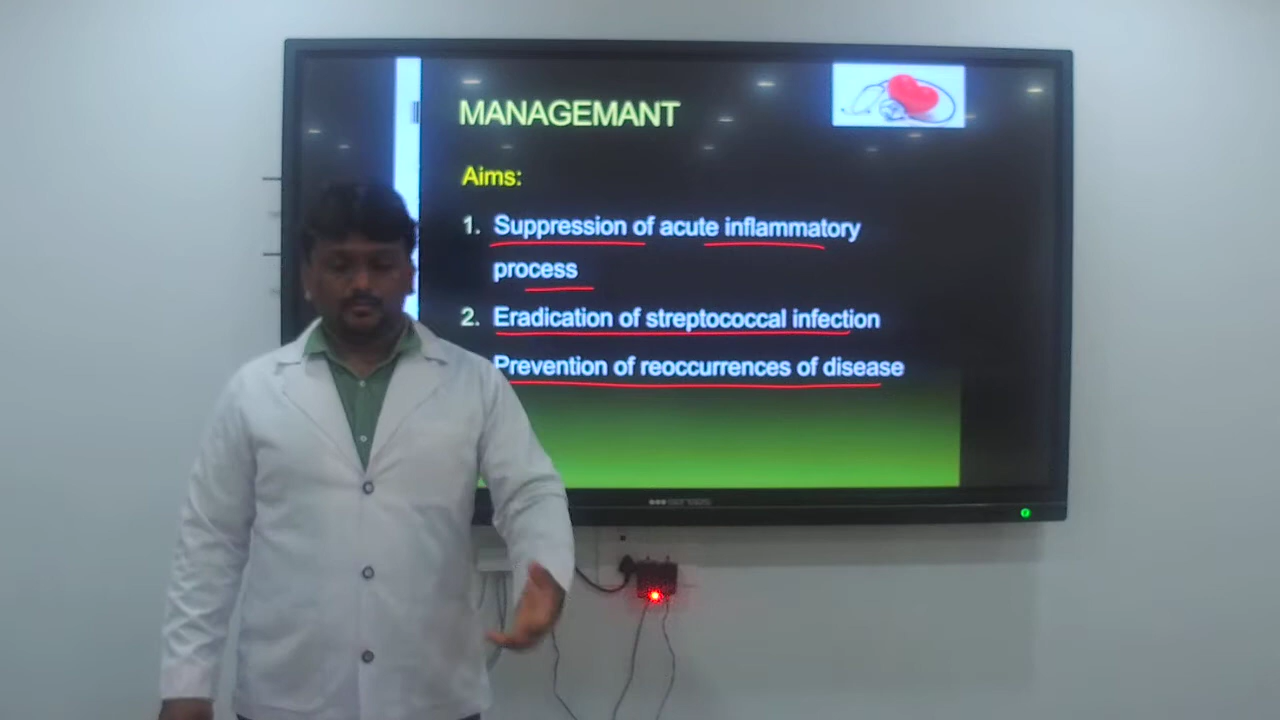 MANAGEMANT
Aims:
1. Suppression of acute inflammatory
process
2. Eradication of streptococcal infection
Prevention of reoccurrences of disease